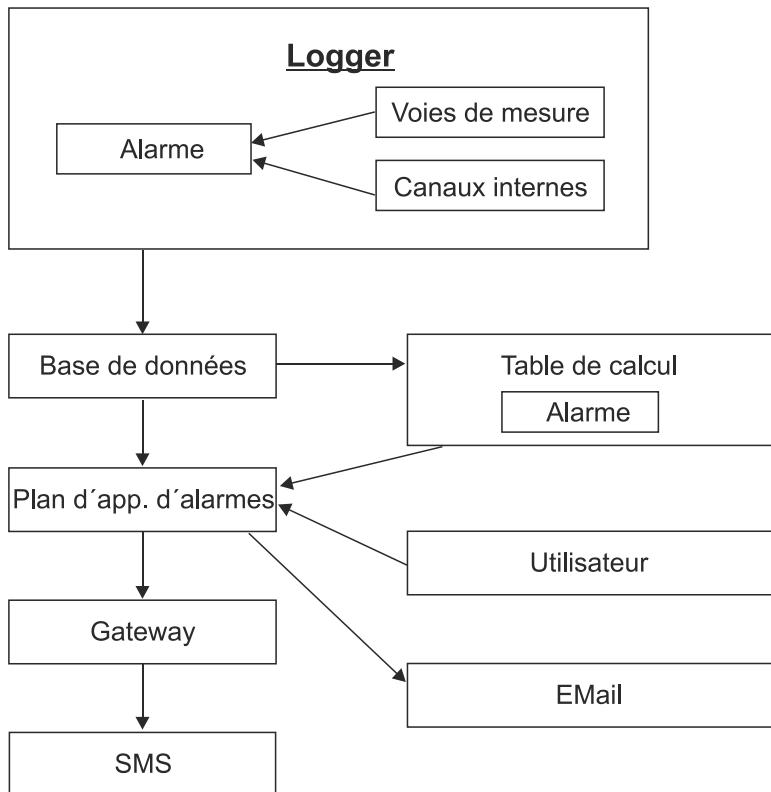 Logger
Voies de mesure
Alarme
Canaux internes
Base de données
Table de calcul
Alarme
Plan d´app. d´alarmes
Utilisateur
Gateway
EMail
SMS